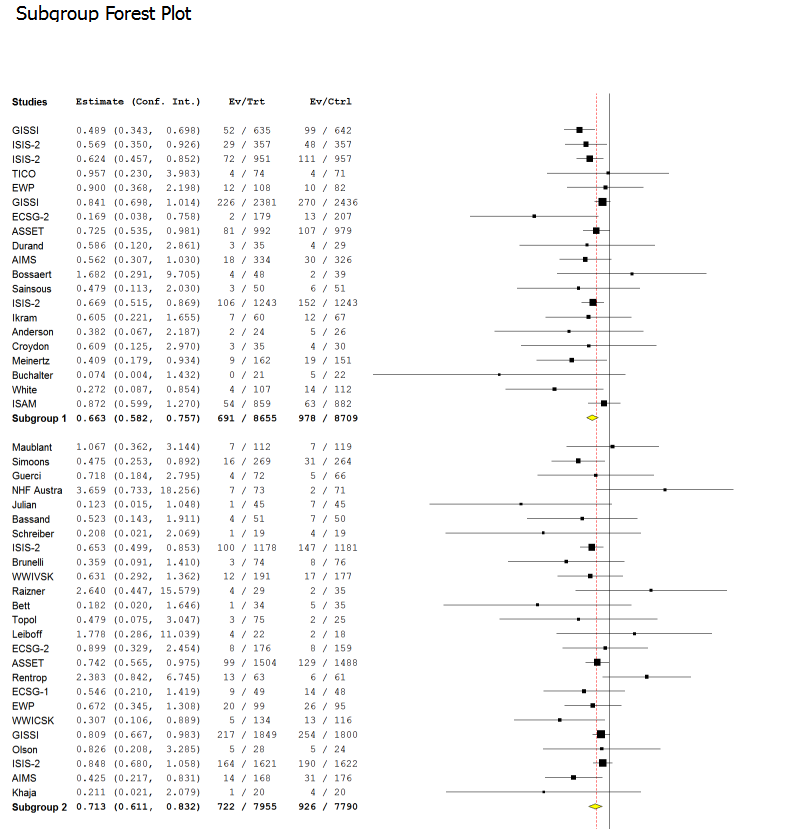 Subgroup Forest Plot
Studies Estimate (Conf. Int.) Ev/Trt Ev/Ctrl
GISSI 0.489 (0.343, 0.698) 52 / 635 99 / 642
ISIS-2 0.569 (0.350, 0.926) 29 / 357 48 / 357
ISIS-2 0.624 (0.457, 0.852) 72 / 951 111 / 957
TICO 0.957 (0.230, 3.983) 4 / 74 4 / 71
EWP 0.900 (0.368, 2.198) 12 / 108 10 / 82
GISSI 0.841 (0.698, 1.014) 226 / 2381 270 / 2436
ECSG-2 0.169 (0.038, 0.758) 2 / 179 13 / 207
ASSET 0.725 (0.535, 0.981) 81 / 992 107 / 979
Durand 0.586 (0.120, 2.861) 3 / 35 4 / 29
AIMS 0.562 (0.307, 1.030) 18 / 334 30 / 326
Bossaert 1.682 (0.291, 9.705) 4 / 48 2 / 39
Sainsous 0.479 (0.113, 2.030) 3 / 50 6 / 51
ISIS-2 0.669 (0.515, 0.869) 106 / 1243 152 / 1243
Ikram 0.605 (0.221, 1.655) 7 / 60 12 / 67
Anderson 0.382 (0.067, 2.187) 2 / 24 5 / 26
Croydon 0.609 (0.125, 2.970) 3 / 35 4 / 30
Meinertz 0.409 (0.179, 0.934) 9 / 162 19 / 151
Buchalter 0.074 (0.004, 1.432) 0 / 21 5 / 22
White 0.272 (0.087, 0.854) 4 / 107 14 / 112
ISAM 0.872 (0.599, 1.270) 54 / 859 63 / 882
Subgroup 1 0.663 (0.582, 0.757) 691 / 8655 978 / 8709
Maublant 1.067 (0.362, 3.144) 7 / 112 7 / 119
Simoons 0.475 (0.253, 0.892) 16 / 269 31 / 264
Guerci 0.718 (0.184, 2.795) 4 / 72 5 / 66
NHF Austra 3.659 (0.733, 18.256) 7 / 73 2 / 71
Julian 0.123 (0.015, 1.048) 1 / 45 7 / 45
Bassand 0.523 (0.143, 1.911) 4 / 51 7 / 50
Schreiber 0.208 (0.021, 2.069) 1 / 19 4 / 19
ISIS-2 0.653 (0.499, 0.853) 100 / 1178 147 / 1181
Brunelli 0.359 (0.091, 1.410) 3 / 74 8 / 76
WWIVSK 0.631 (0.292, 1.362) 12 / 191 17 / 177
Raizner 2.640 (0.447, 15.579) 4 / 29 2 / 35
Bett 0.182 (0.020, 1.646) 1 / 34 5 / 35
Topol 0.479 (0.075, 3.047) 3 / 75 2 / 25
Leiboff 1.778 (0.286, 11.039) 4 / 22 2 / 18
ECSG-2 0.899 (0.329, 2.454) 8 / 176 8 / 159
ASSET 0.742 (0.565, 0.975) 99 / 1504 129 / 1488
Rentrop 2.383 (0.842, 6.745) 13 / 63 6 / 61
ECSG-1 0.546 (0.210, 1.419) 9 / 49 14 / 48
EWP 0.672 (0.345, 1.308) 20 / 99 26 / 95
WWICSK 0.307 (0.106, 0.889) 5 / 134 13 / 116
GISSI 0.809 (0.667, 0.983) 217 / 1849 254 / 1800
Olson 0.826 (0.208, 3.285) 5 / 28 5 / 24
ISIS-2 0.848 (0.680, 1.058) 164 / 1621 190 / 1622
AIMS 0.425 (0.217, 0.831) 14 / 168 31 / 176
Khaja 0.211 (0.021, 2.079) 1 / 20 4 / 20
Subgroup 2 0.713 (0.611, 0.832) 722 / 7955 926 / 7790